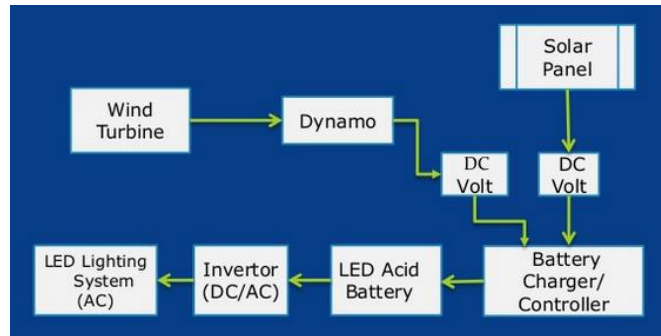 Solar
Panel
Wind
Turbine
Dynamo
DC
Volt
DC
Volt
LED Lighting
System
(AC)
Invertor
(DC/AC)
LED Acid
Battery
Battery
Charger/
Controller